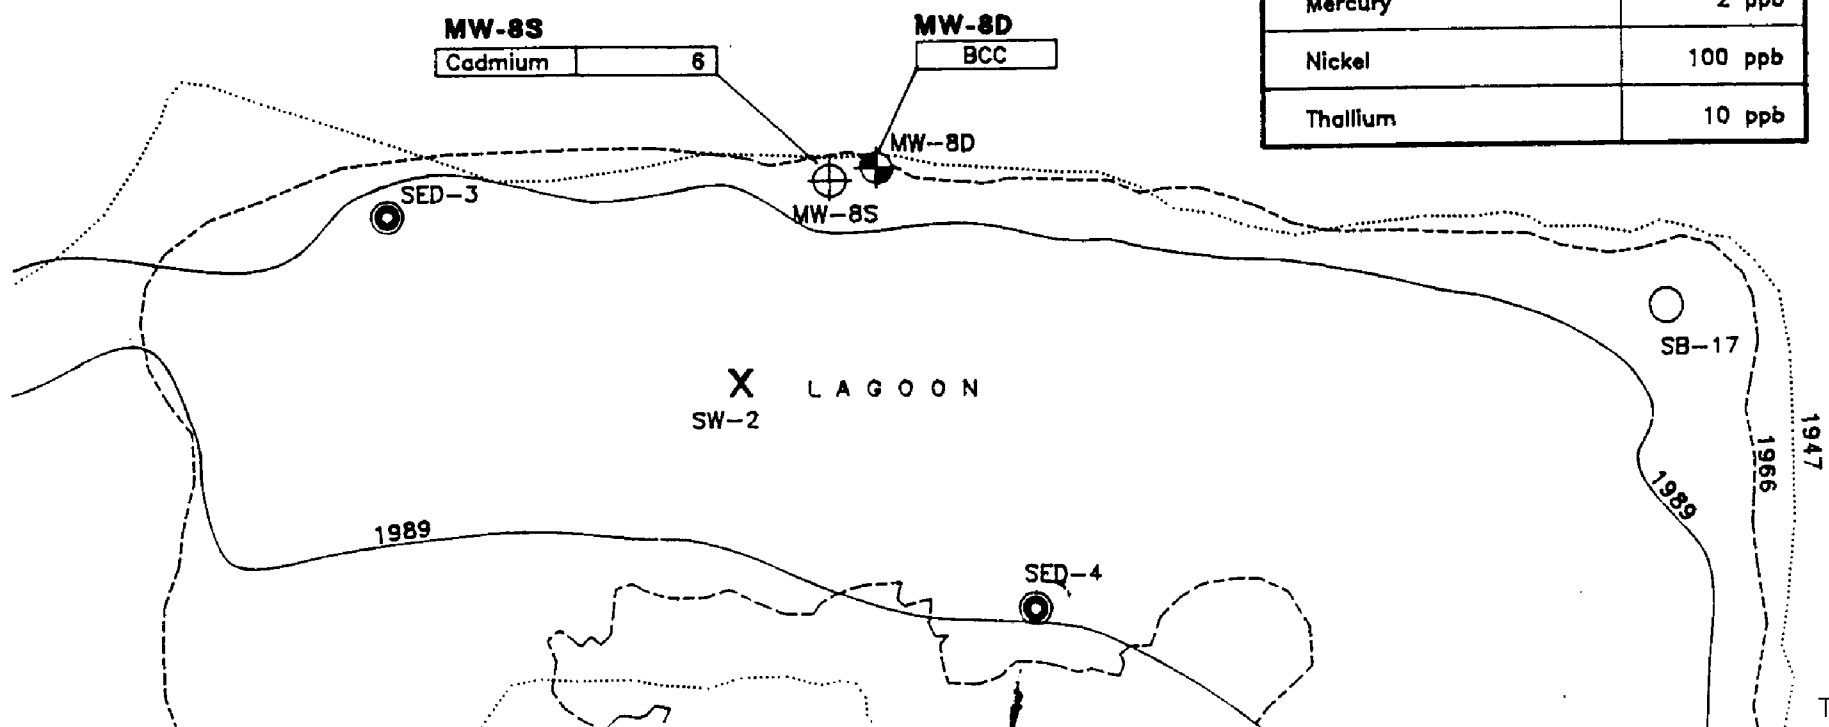 MW-8S
Cadmium 6
MW-8D
BCC
Mercury 2 ppb
Nickel 100 ppb
Thallium 10 ppb
MW-8D
SED-3
MW-8S
SB-17
X LAGOON
SW-2
1947
1966
1989
1989
SED-4
T